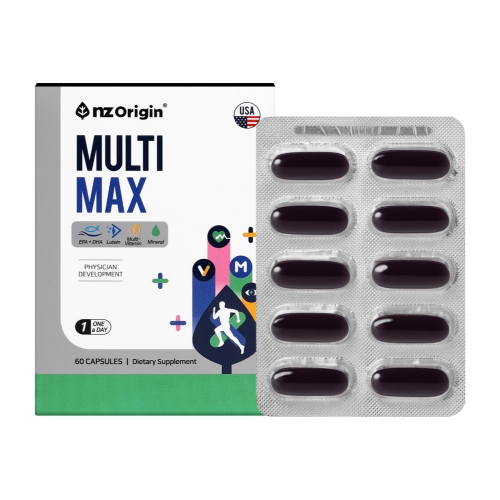 nzOrigin®
USA
MULTI
MAX
EPA + DHA
Lutein
Multi-
Vitamin
Mineral
PHYSICIAN
DEVELOPMENT
V M
1 ONE
a DAY
60 CAPSULES | Dietary Supplement